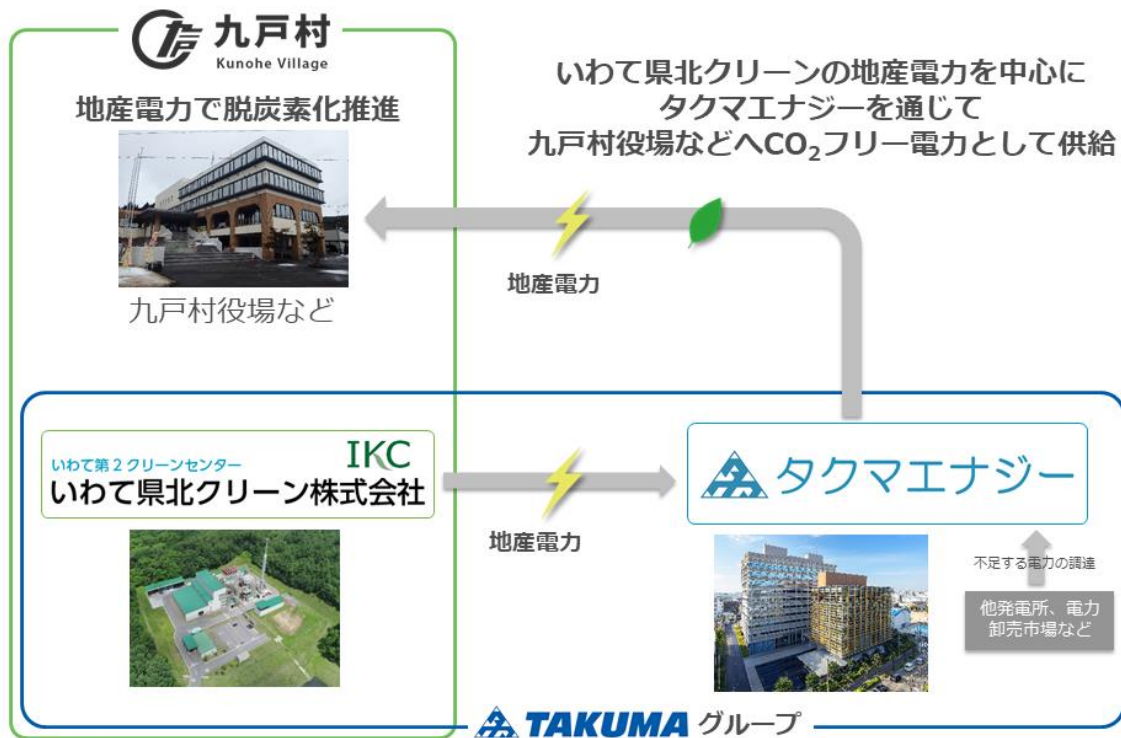 九戸村
Kunohe Village
地産電力で脱炭素化推進
九戸村役場など
いわて県北クリーンの地産電力を中心に
タクマエナジーを通じて
九戸村役場などへCO₂フリー電力として供給
地産電力
いわて第2クリーンセンター
IKC
いわて県北クリーン株式会社
地産電力
タクマエナジー
不足する電力の調達
他発電所、電力
卸売市場など
TAKUMA グループ